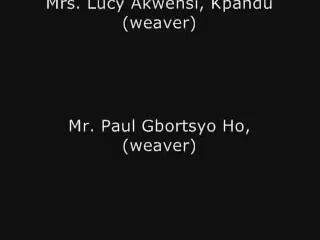 Mrs. Lucy Akwensi, Kpandu
(weaver)
Mr. Paul Gbortsyo Ho,
(weaver)